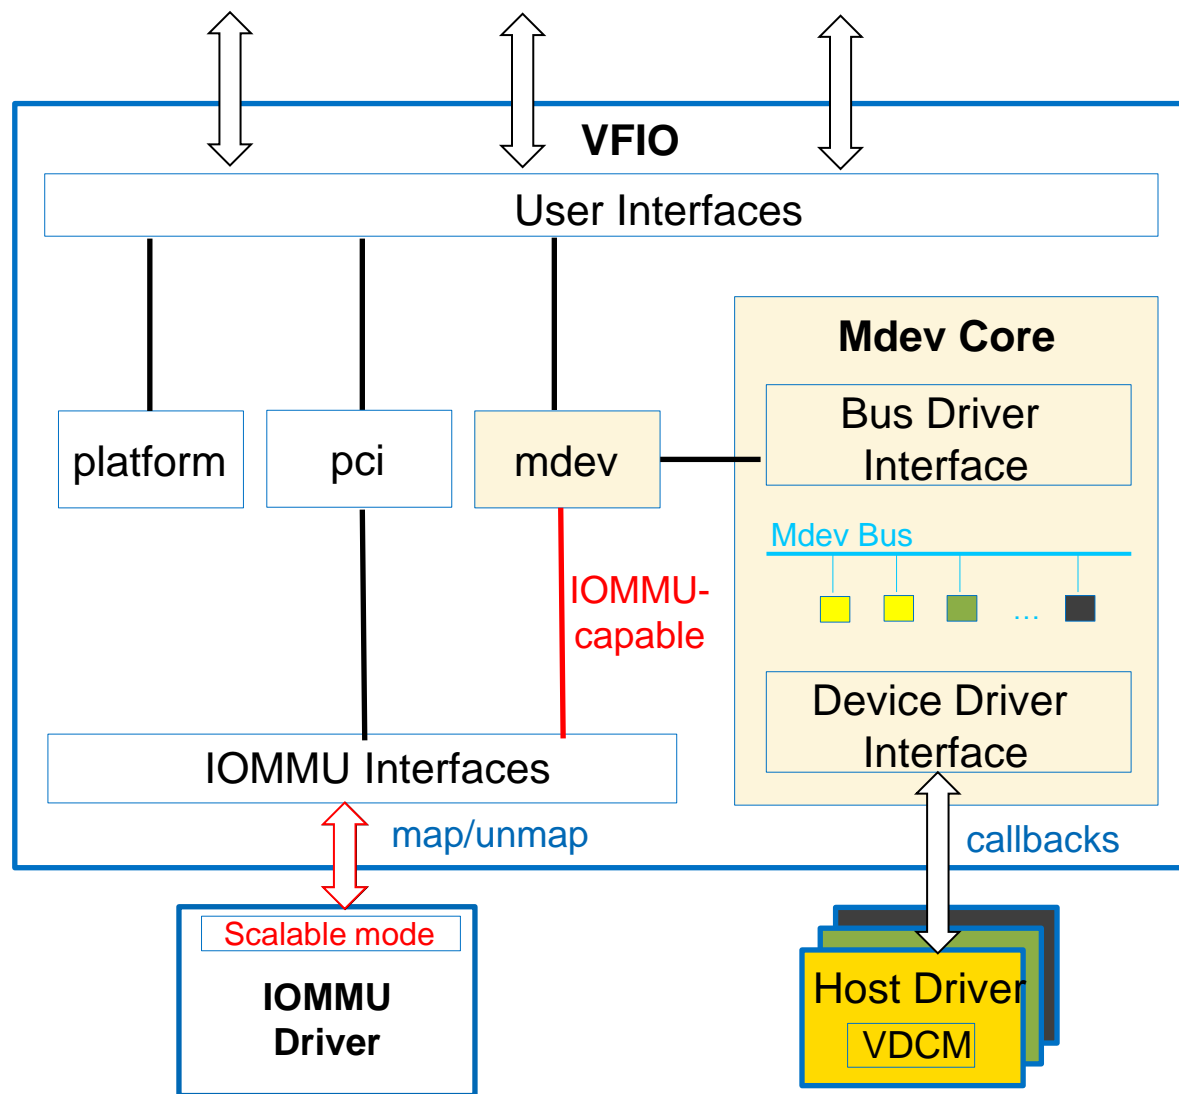 VFIO
User Interfaces
Mdev Core
Bus Driver
Interface
platform
pci
mdev
Mdev Bus
IOMMU-
capable
...
Device Driver
Interface
IOMMU Interfaces
map/unmap
callbacks
Scalable mode
IOMMU
Driver
Host Driver
VDCM